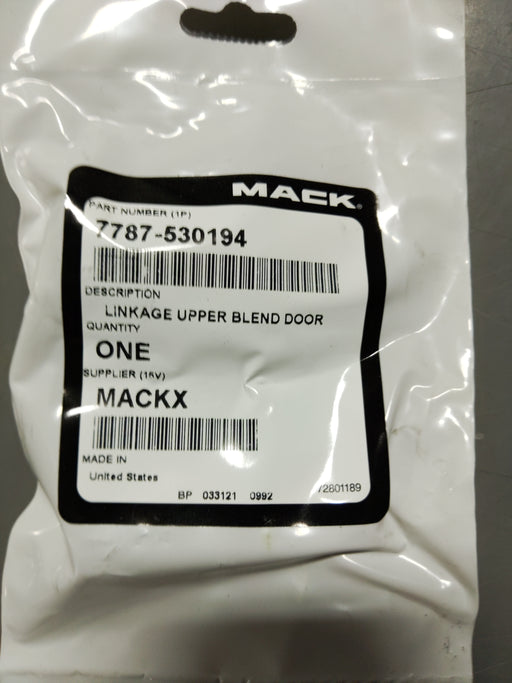 MACK®
PART NUMBER (1P)
7787-530194
DESCRIPTION
LINKAGE UPPER BLEND DOOR
QUANTITY
ONE
SUPPLIER (16V)
MACKX
MADE IN
United States
BP 033121 0992
72801189